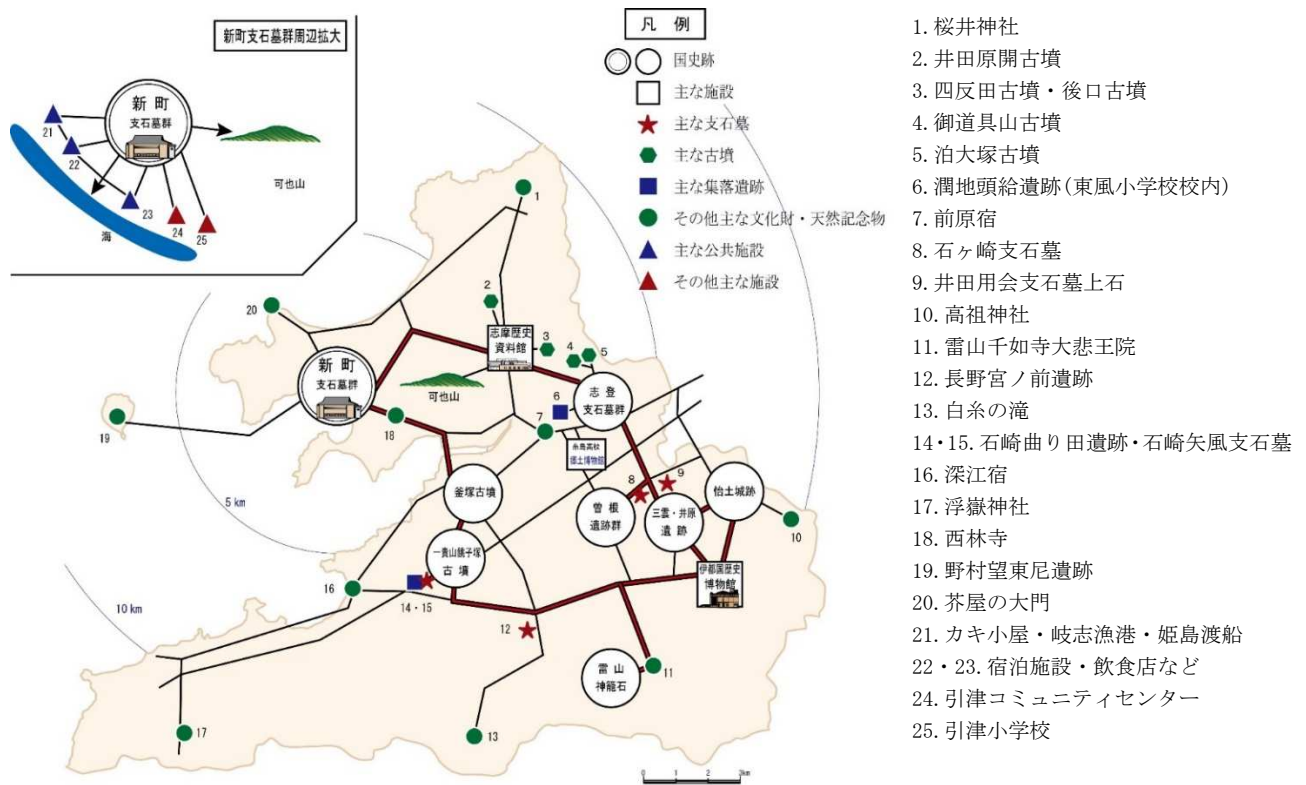 新町支石墓群周辺拡大
新町
支石墓群
可也山
21
22
23
24
25
海
凡例
国史跡
主な施設
主な支石墓
主な古墳
主な集落遺跡
その他主な文化財・天然記念物
主な公共施設
その他主な施設
1
20
2
志摩歴史
資料館
3
4
5
新町
支石墓群
可也山
志登
支石墓群
6
7
19
18
糸島高校
郷土博物館
5 km
釜塚古墳
8
9
曽根
遺跡群
三雲・井原
遺跡
怡土城跡
10
一貴山銚子塚
古墳
伊都国歴史
博物館
16
14・15
10 km
12
雷山
神籠石
11
17
13
0 1 2 3km
1. 桜井神社
2. 井田原開古墳
3. 四反田古墳・後口古墳
4. 御道具山古墳
5. 泊大塚古墳
6. 潤地頭給遺跡(東風小学校校内)
7. 前原宿
8. 石ヶ崎支石墓
9. 井田用会支石墓上石
10. 高祖神社
11. 雷山千如寺大悲王院
12. 長野宮ノ前遺跡
13. 白糸の滝
14・15. 石崎曲り田遺跡・石崎矢風支石墓
16. 深江宿
17. 浮嶽神社
18. 西林寺
19. 野村望東尼遺跡
20. 芥屋の大門
21. カキ小屋・岐志漁港・姫島渡船
22・23. 宿泊施設・飲食店など
24. 引津コミュニティセンター
25. 引津小学校